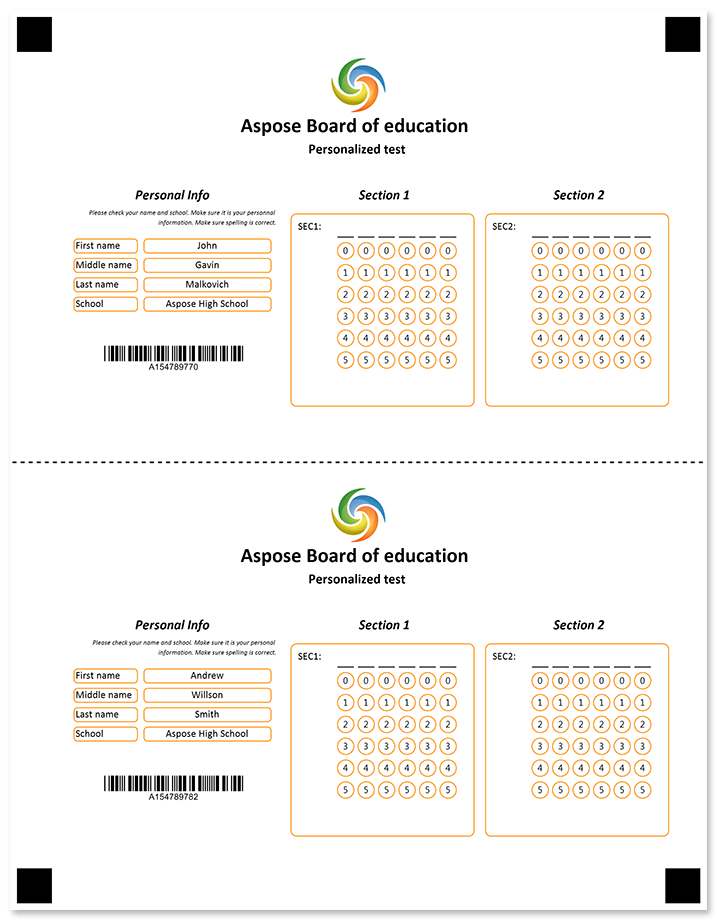 Aspose Board of education
Personalized test
Personal Info
Please check your name and school. Make sure it is your personnal
information. Make sure spelling is correct.
First name John
Middle name Gavin
Last name Malkovich
School Aspose High School
A154789770
Section 1
SEC1:
0 0 0 0 0 0
1 1 1 1 1 1
2 2 2 2 2 2
3 3 3 3 3 3
4 4 4 4 4 4
5 5 5 5 5 5
Section 2
SEC2:
0 0 0 0 0 0
1 1 1 1 1 1
2 2 2 2 2 2
3 3 3 3 3 3
4 4 4 4 4 4
5 5 5 5 5 5
Aspose Board of education
Personalized test
Personal Info
Please check your name and school. Make sure it is your personal
information. Make sure spelling is correct.
First name Andrew
Middle name Willson
Last name Smith
School Aspose High School
A154789782
Section 1
SEC1:
0 0 0 0 0 0
1 1 1 1 1 1
2 2 2 2 2 2
3 3 3 3 3 3
4 4 4 4 4 4
5 5 5 5 5 5
Section 2
SEC2:
0 0 0 0 0 0
1 1 1 1 1 1
2 2 2 2 2 2
3 3 3 3 3 3
4 4 4 4 4 4
5 5 5 5 5 5